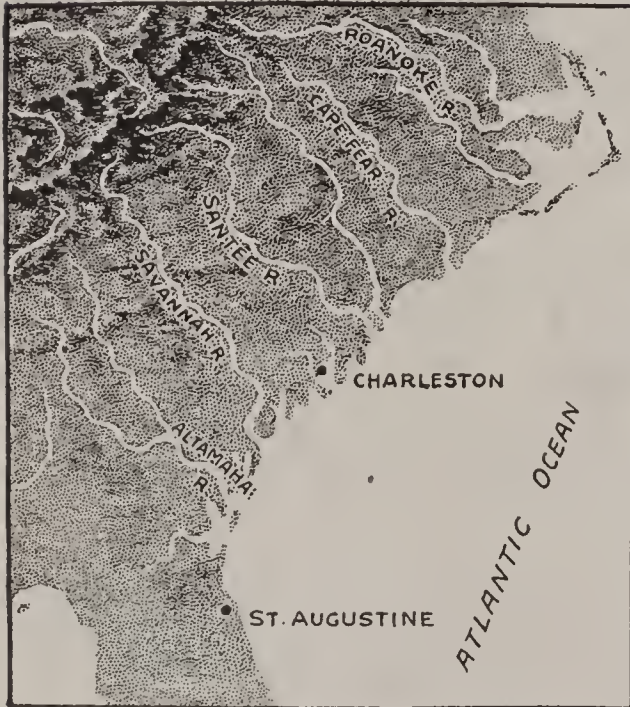 ROANOKE R.
CAPE FEAR R.
SANTEE R.
SAVANNAH R.
CHARLESTON
ALTAMAHA
R.
ATLANTIC OCEAN
ST. AUGUSTINE